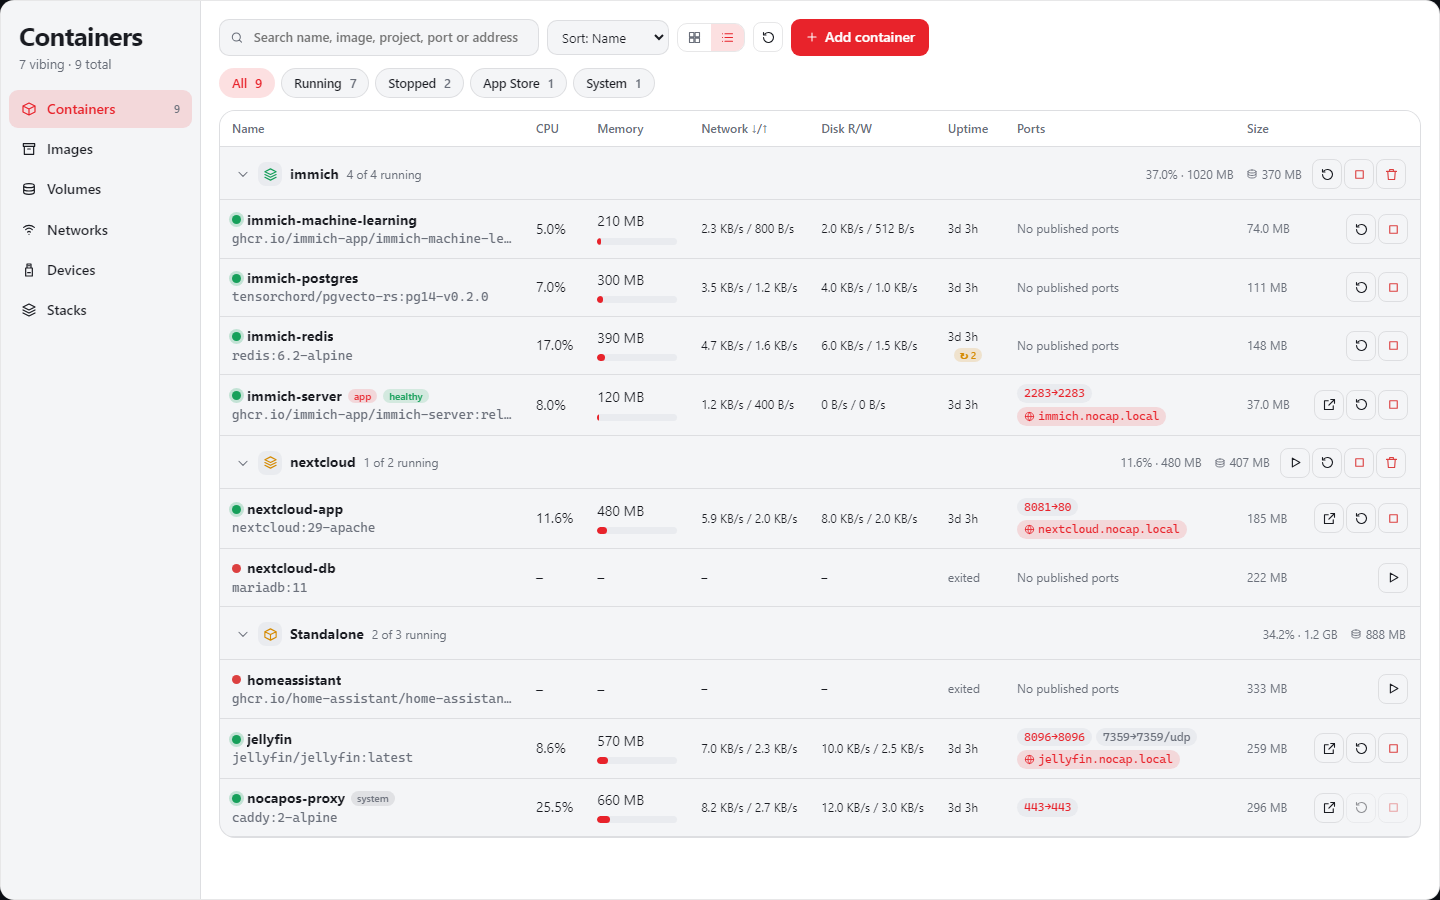 Containers
7 vibing · 9 total
Containers 9
Images
Volumes
Networks
Devices
Stacks
Search name, image, project, port or address
Sort: Name
Add container
All 9
Running 7
Stopped 2
App Store 1
System 1
Name CPU Memory Network ↓/↑ Disk R/W Uptime Ports Size
immich 4 of 4 running 37.0% · 1020 MB 370 MB
immich-machine-learning
ghcr.io/immich-app/immich-machine-le…
5.0% 210 MB 2.3 KB/s / 800 B/s 2.0 KB/s / 512 B/s 3d 3h No published ports 74.0 MB
immich-postgres
tensorchord/pgvecto-rs:pg14-v0.2.0
7.0% 300 MB 3.5 KB/s / 1.2 KB/s 4.0 KB/s / 1.0 KB/s 3d 3h No published ports 111 MB
immich-redis
redis:6.2-alpine
17.0% 390 MB 4.7 KB/s / 1.6 KB/s 6.0 KB/s / 1.5 KB/s 3d 3h ↻ 2 No published ports 148 MB
immich-server app healthy
ghcr.io/immich-app/immich-server:rel…
8.0% 120 MB 1.2 KB/s / 400 B/s 0 B/s / 0 B/s 3d 3h 2283→2283 37.0 MB
immich.nocap.local
nextcloud 1 of 2 running 11.6% · 480 MB 407 MB
nextcloud-app
nextcloud:29-apache
11.6% 480 MB 5.9 KB/s / 2.0 KB/s 8.0 KB/s / 2.0 KB/s 3d 3h 8081→80 185 MB
nextcloud.nocap.local
nextcloud-db
mariadb:11
– – – – exited No published ports 222 MB
Standalone 2 of 3 running 34.2% · 1.2 GB 888 MB
homeassistant
ghcr.io/home-assistant/home-assistan…
– – – – exited No published ports 333 MB
jellyfin
jellyfin/jellyfin:latest
8.6% 570 MB 7.0 KB/s / 2.3 KB/s 10.0 KB/s / 2.5 KB/s 3d 3h 8096→8096 7359→7359/udp 259 MB
jellyfin.nocap.local
nocapos-proxy system
caddy:2-alpine
25.5% 660 MB 8.2 KB/s / 2.7 KB/s 12.0 KB/s / 3.0 KB/s 3d 3h 443→443 296 MB